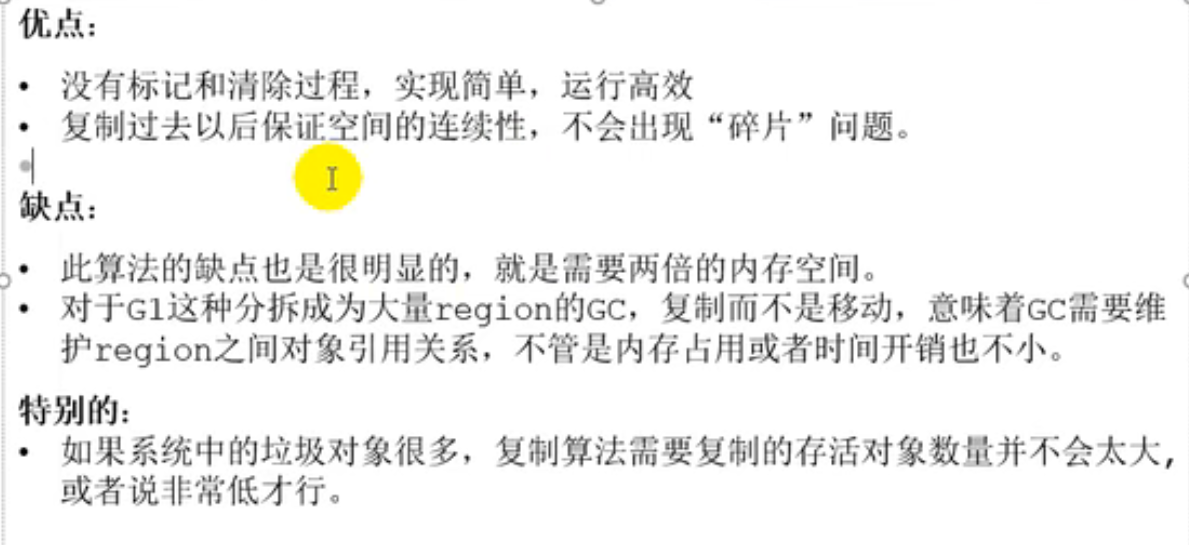 优点：
• 没有标记和清除过程，实现简单，运行高效
• 复制过去以后保证空间的连续性，不会出现“碎片”问题。
缺点：
• 此算法的缺点也是很明显的，就是需要两倍的内存空间。
• 对于G1这种分拆成为大量region的GC，复制而不是移动，意味着GC需要维
护region之间对象引用关系，不管是内存占用或者时间开销也不小。
特别的：
• 如果系统中的垃圾对象很多，复制算法需要复制的存活对象数量并不会太大，
或者说非常低才行。